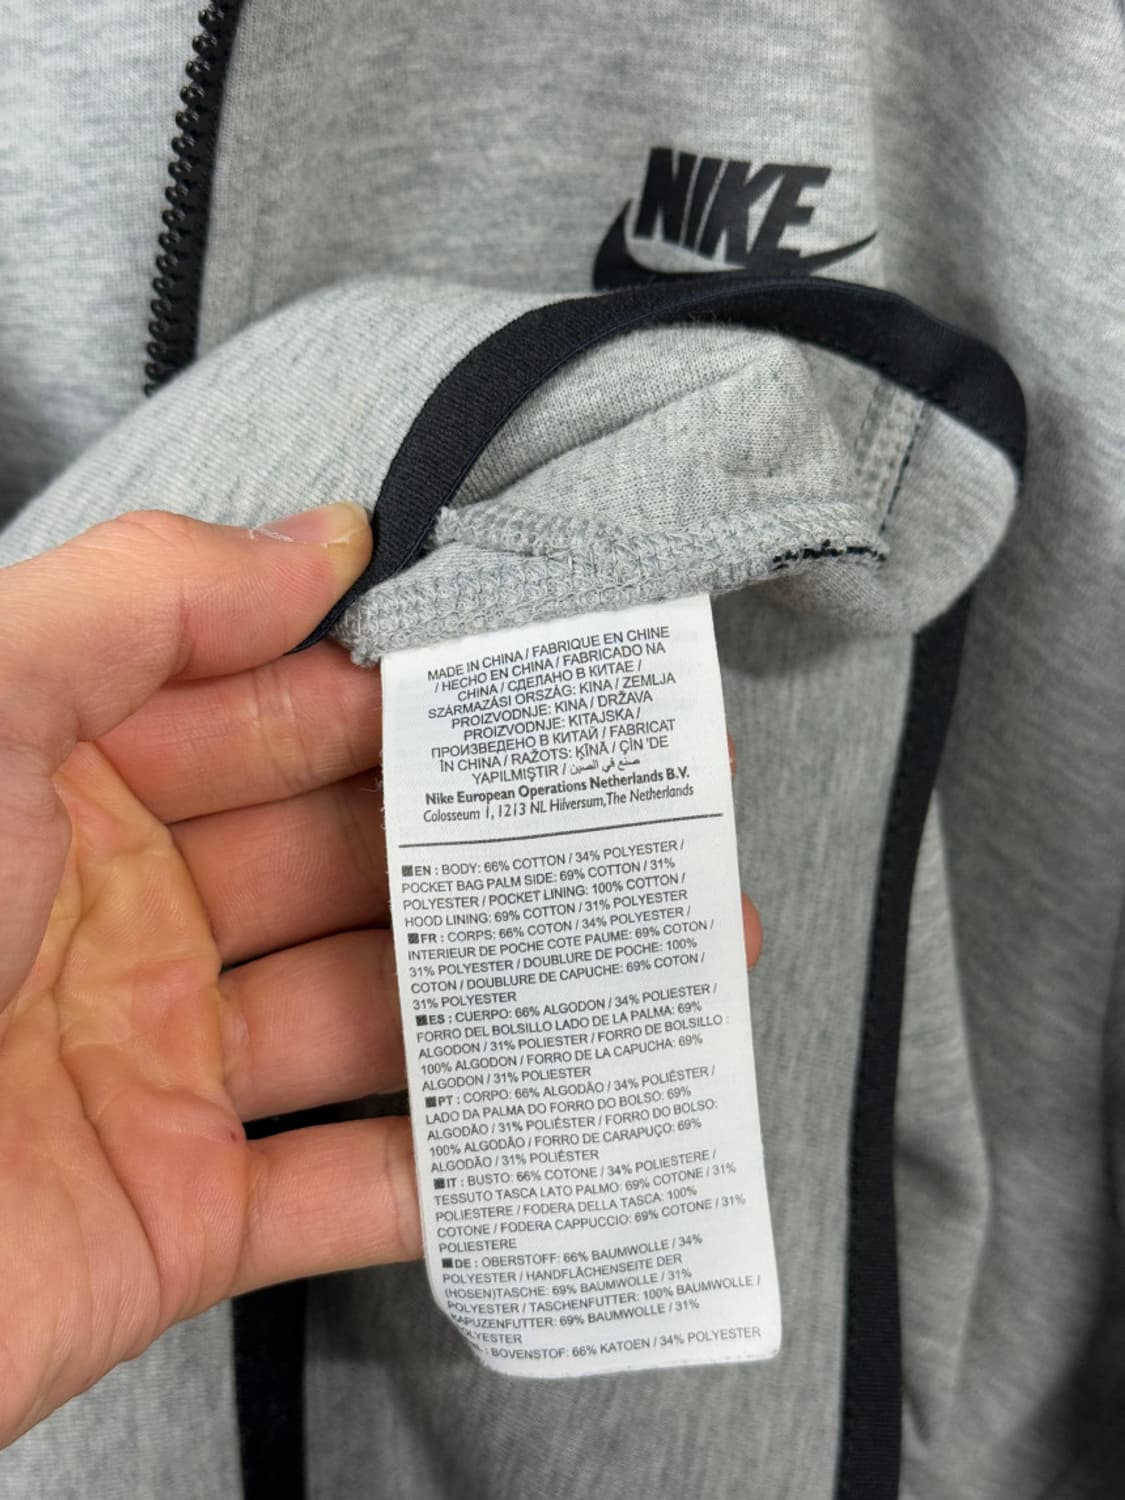 NIKE
MADE IN CHINA / FABRIQUE EN CHINE
/ HECHO EN CHINA / FABRICADO NA
CHINA / СДЕЛАНО В КИТАЕ /
SZÁRMAZÁSI ORSZÁG: KINA / ZEMLJA
PROIZVODNJE: KINA / DRŽAVA
PROIZVODNJE: KITAJSKA /
ПРОИЗВЕДЕНО В КИТАЙ / FABRICAT
ÎN CHINA / RAŽOTS: ĶĪNĀ / ÇİN 'DE
YAPILMIŞTIR / صنع في الصين
Nike European Operations Netherlands B.V.
Colosseum 1, 1213 NL Hilversum, The Netherlands
EN : BODY: 66% COTTON / 34% POLYESTER /
POCKET BAG PALM SIDE: 69% COTTON / 31%
POLYESTER / POCKET LINING: 100% COTTON /
HOOD LINING: 69% COTTON / 31% POLYESTER
FR : CORPS: 66% COTON / 34% POLYESTER /
INTERIEUR DE POCHE COTE PAUME: 69% COTON /
31% POLYESTER / DOUBLURE DE POCHE: 100%
COTON / DOUBLURE DE CAPUCHE: 69% COTON /
31% POLYESTER
ES : CUERPO: 66% ALGODON / 34% POLIESTER /
FORRO DEL BOLSILLO LADO DE LA PALMA: 69%
ALGODON / 31% POLIESTER / FORRO DE BOLSILLO :
100% ALGODON / FORRO DE LA CAPUCHA: 69%
ALGODON / 31% POLIESTER
PT : CORPO: 66% ALGODÃO / 34% POLIÉSTER /
LADO DA PALMA DO FORRO DO BOLSO: 69%
ALGODÃO / 31% POLIÉSTER / FORRO DO BOLSO:
100% ALGODÃO / FORRO DE CARAPUÇO: 69%
ALGODÃO / 31% POLIÉSTER
IT : BUSTO: 66% COTONE / 34% POLIESTERE /
TESSUTO TASCA LATO PALMO: 69% COTONE / 31%
POLIESTERE / FODERA DELLA TASCA: 100%
COTONE / FODERA CAPPUCCIO: 69% COTONE / 31%
POLIESTERE
DE : OBERSTOFF: 66% BAUMWOLLE / 34%
POLYESTER / HANDFLÄCHENSEITE DER
(HOSEN)TASCHE: 69% BAUMWOLLE / 31%
POLYESTER / TASCHENFUTTER: 100% BAUMWOLLE /
KAPUZENFUTTER: 69% BAUMWOLLE / 31%
POLYESTER
: BOVENSTOF: 66% KATOEN / 34% POLYESTER